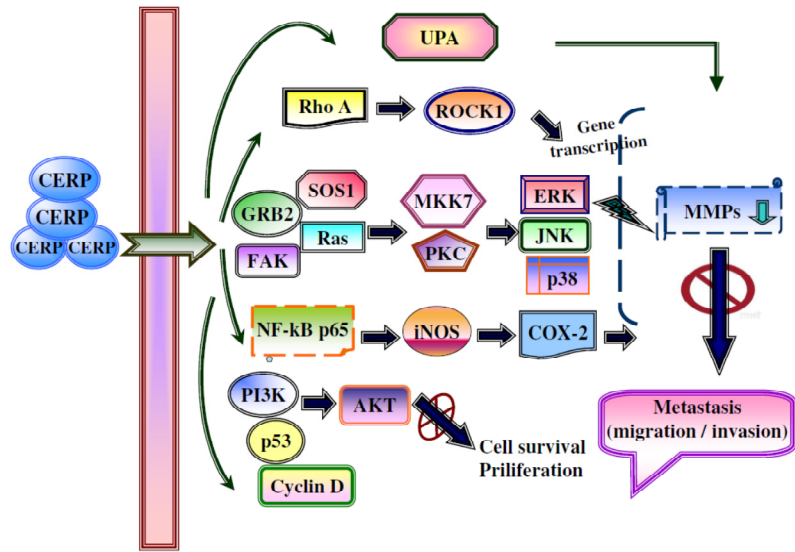 UPA
Rho A
ROCK1
Gene
transcription
CERP
CERP
CERP CERP
SOS1
GRB2
Ras
FAK
MKK7
PKC
ERK
JNK
p38
MMPs
NF-kB p65
iNOS
COX-2
PI3K
AKT
p53
Cyclin D
Cell survival
Priliferation
Metastasis
(migration / invasion)